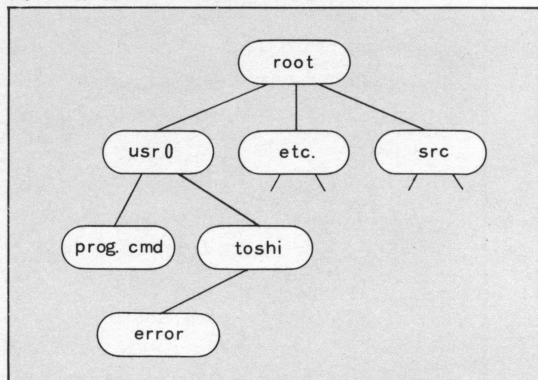 root
usr0 etc. src
prog. cmd toshi
error